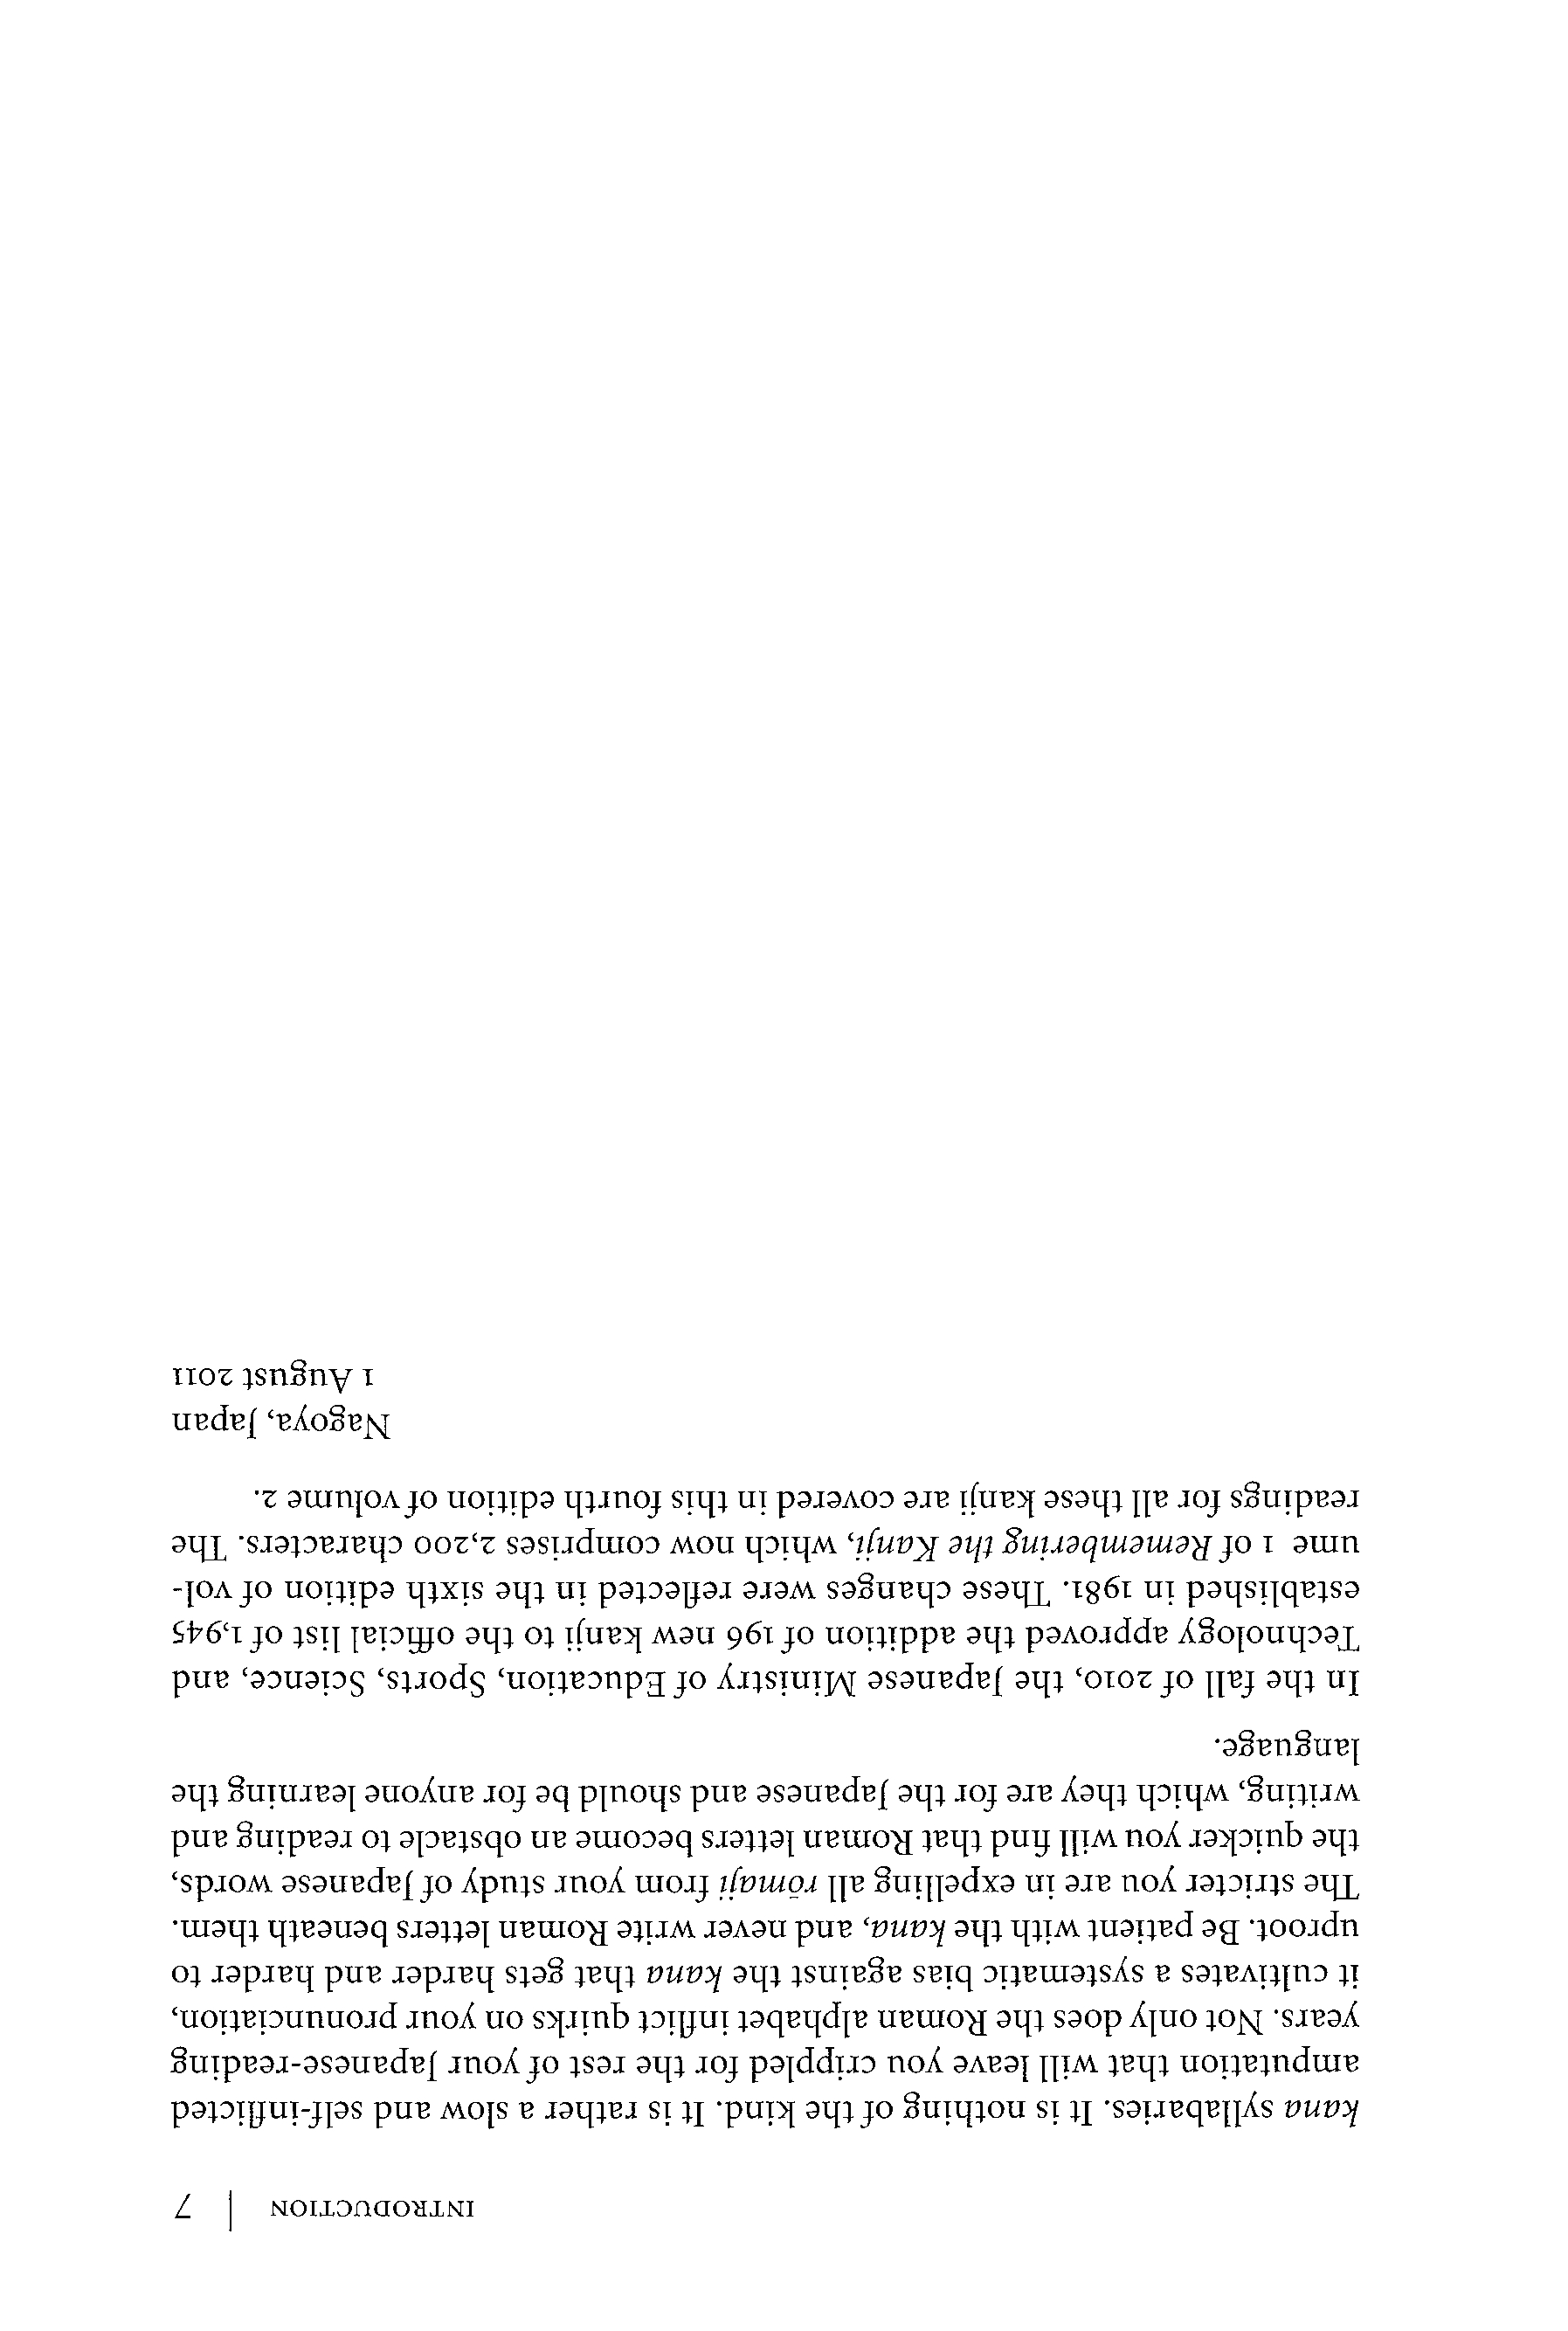 INTRODUCTION | 7
kana syllabaries. It is nothing of the kind. It is rather a slow and self-inflicted
amputation that will leave you crippled for the rest of your Japanese-reading
years. Not only does the Roman alphabet inflict quirks on your pronunciation,
it cultivates a systematic bias against the kana that gets harder and harder to
uproot. Be patient with the kana, and never write Roman letters beneath them.
The stricter you are in expelling all rōmaji from your study of Japanese words,
the quicker you will find that Roman letters become an obstacle to reading and
writing, which they are for the Japanese and should be for anyone learning the
language.
In the fall of 2010, the Japanese Ministry of Education, Sports, Science, and
Technology approved the addition of 196 new kanji to the official list of 1,945
established in 1981. These changes were reflected in the sixth edition of vol-
ume 1 of Remembering the Kanji, which now comprises 2,200 characters. The
readings for all these kanji are covered in this fourth edition of volume 2.
Nagoya, Japan
1 August 2011